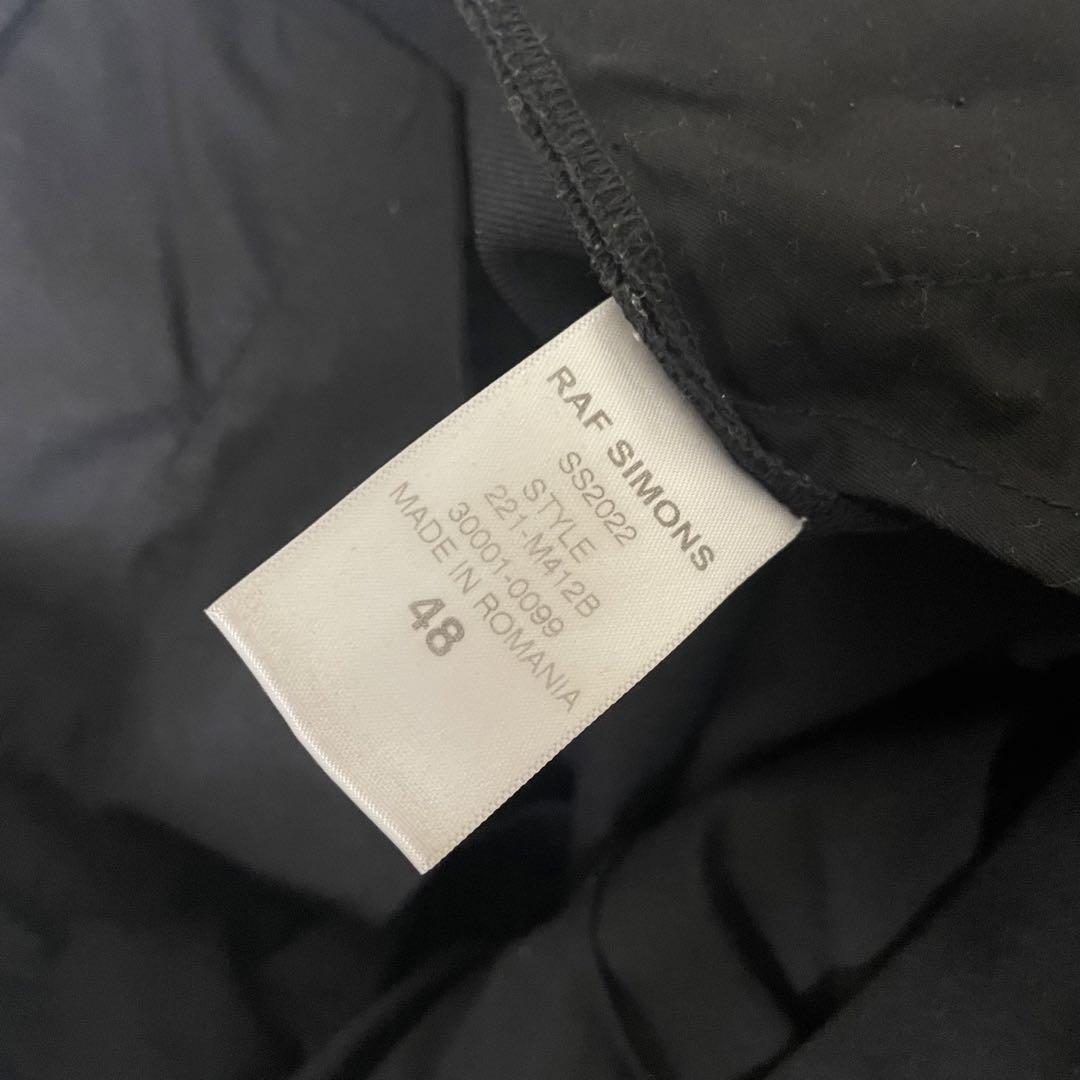 RAF SIMONS
SS2022
STYLE
221-M412B
30001-0099
MADE IN ROMANIA
48